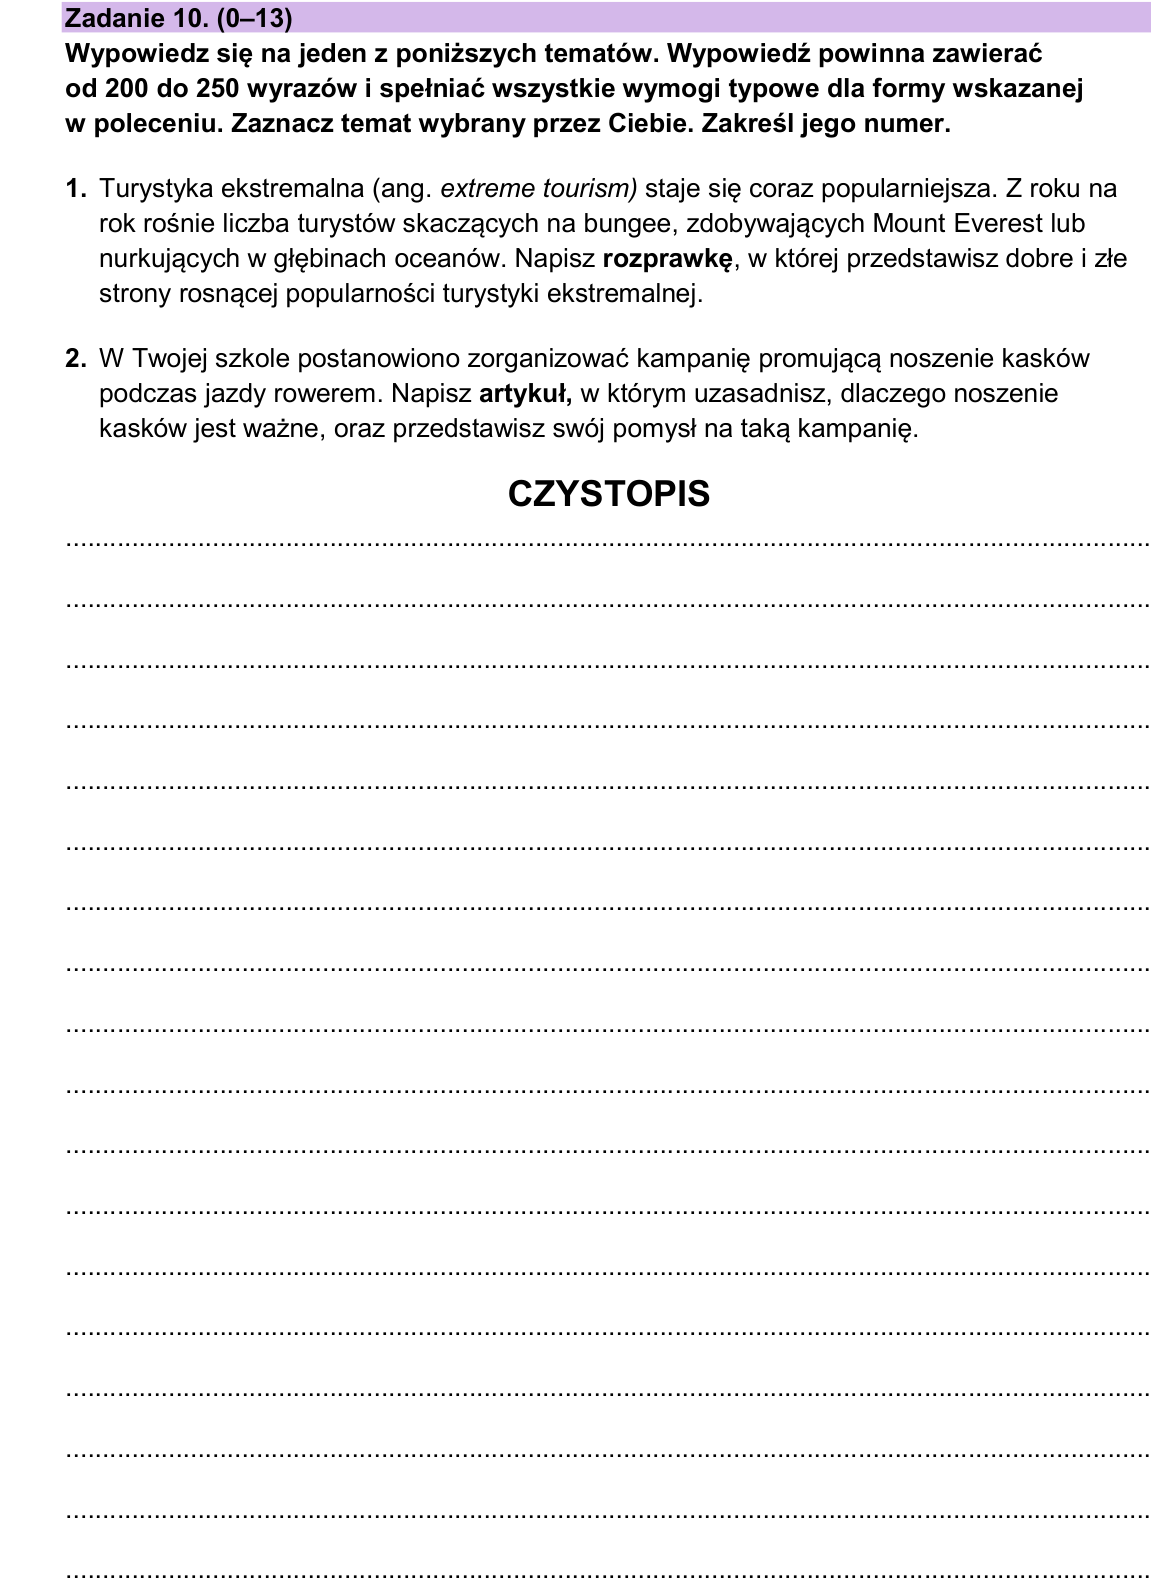 Zadanie 10. (0–13)
Wypowiedz się na jeden z poniższych tematów. Wypowiedź powinna zawierać
od 200 do 250 wyrazów i spełniać wszystkie wymogi typowe dla formy wskazanej
w poleceniu. Zaznacz temat wybrany przez Ciebie. Zakreśl jego numer.
1. Turystyka ekstremalna (ang. extreme tourism) staje się coraz popularniejsza. Z roku na
rok rośnie liczba turystów skaczących na bungee, zdobywających Mount Everest lub
nurkujących w głębinach oceanów. Napisz rozprawkę, w której przedstawisz dobre i złe
strony rosnącej popularności turystyki ekstremalnej.
2. W Twojej szkole postanowiono zorganizować kampanię promującą noszenie kasków
podczas jazdy rowerem. Napisz artykuł, w którym uzasadnisz, dlaczego noszenie
kasków jest ważne, oraz przedstawisz swój pomysł na taką kampanię.
CZYSTOPIS